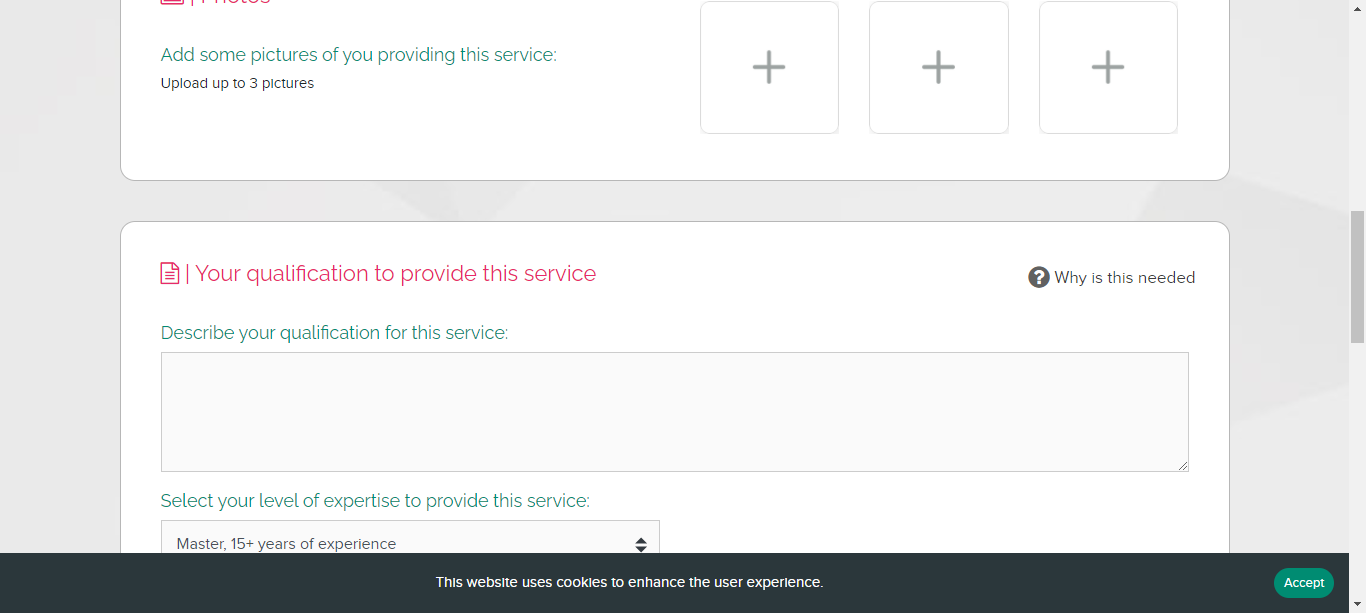 | Photos
Add some pictures of you providing this service:
Upload up to 3 pictures
| Your qualification to provide this service
? Why is this needed
Describe your qualification for this service:
Select your level of expertise to provide this service:
Master, 15+ years of experience
This website uses cookies to enhance the user experience.
Accept